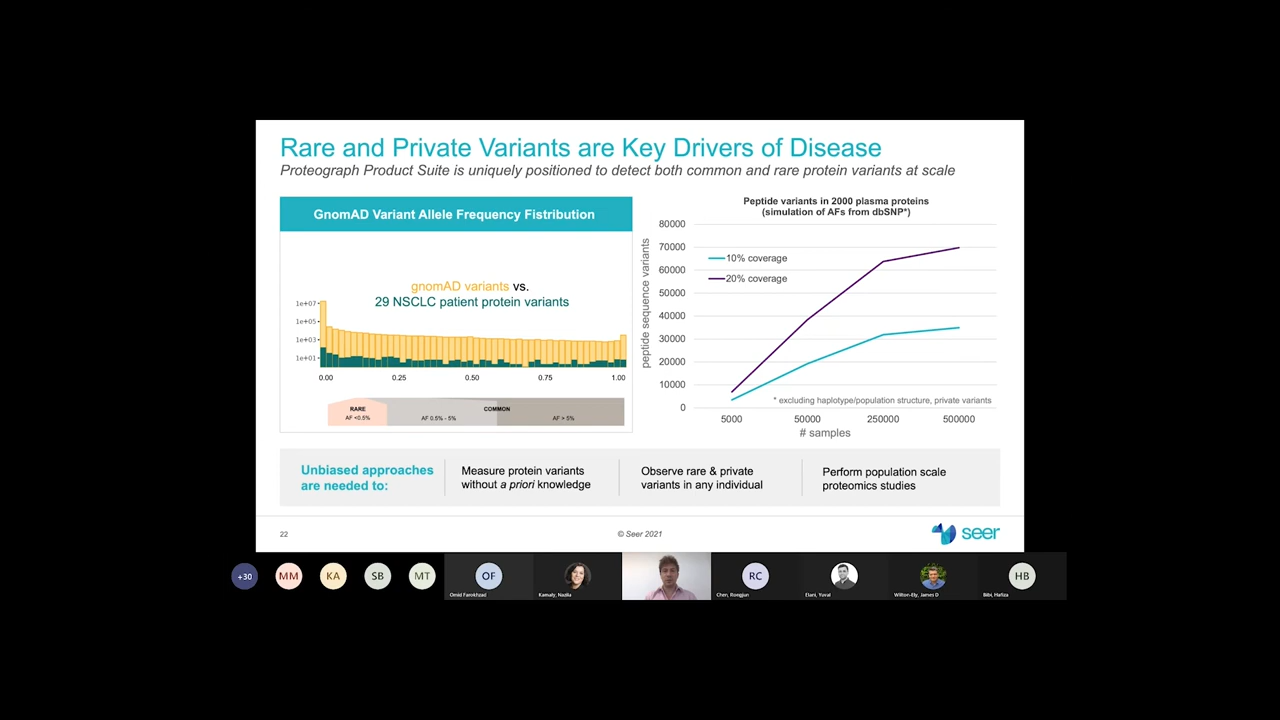 Rare and Private Variants are Key Drivers of Disease
Proteograph Product Suite is uniquely positioned to detect both common and rare protein variants at scale
GnomAD Variant Allele Frequency Fistribution
gnomAD variants vs.
29 NSCLC patient protein variants
1e+07
1e+05
1e+03
1e+01
0.00 0.25 0.50 0.75 1.00
RARE
AF <0.5%
COMMON
AF 0.5% - 5%
AF > 5%
Peptide variants in 2000 plasma proteins
(simulation of AFs from dbSNP*)
peptide sequence variants
80000
70000
60000
50000
40000
30000
20000
10000
0
10% coverage
20% coverage
* excluding haplotype/population structure, private variants
5000 50000 250000 500000
# samples
Unbiased approaches
are needed to:
Measure protein variants
without a priori knowledge
Observe rare & private
variants in any individual
Perform population scale
proteomics studies
22
© Seer 2021
seer
+30
MM
KA
SB
MT
OF
RC
HB
Omid Farokhzad
Kamaly, Nazila
Chen, Rongjun
Elani, Yuval
Wilton-Ely, James D
Bibi, Hafiza